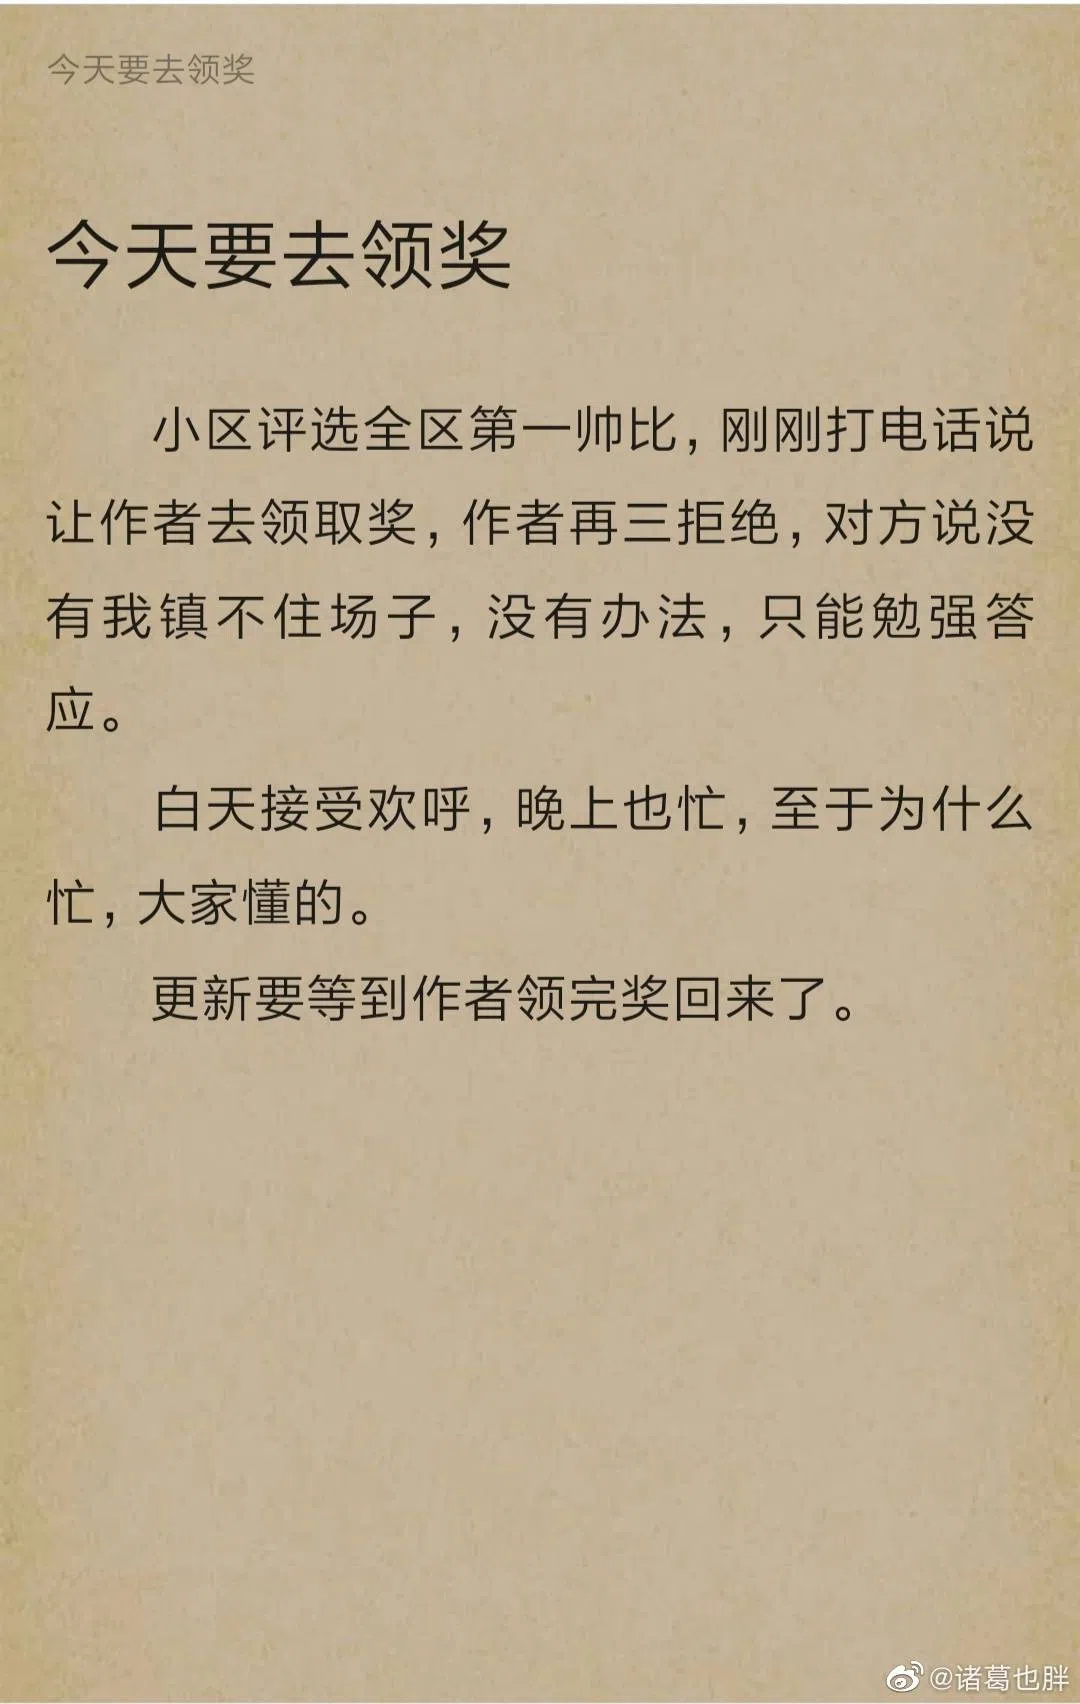 今天要去领奖
今天要去领奖
小区评选全区第一帅比，刚刚打电话说
让作者去领取奖，作者再三拒绝，对方说没
有我镇不住场子，没有办法，只能勉强答
应。
白天接受欢呼，晚上也忙，至于为什么
忙，大家懂的。
更新要等到作者领完奖回来了。
@诸葛也胖